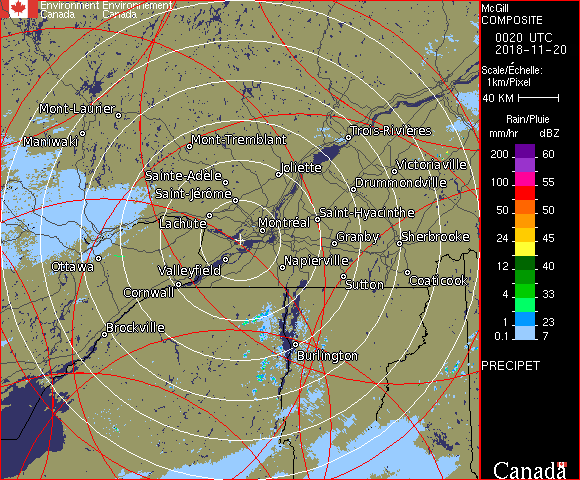 Environment Environnement
Canada Canada
McGill
COMPOSITE
0020 UTC
2018-11-20
Scale/Échelle:
1km/Pixel
40 KM
Rain/Pluie
mm/hr dBZ
200 60
150 57
100 55
50 50
24 45
12 40
4 33
1 23
0.1 7
PRECIPET
Canada
Mont-Laurier
Maniwaki
Mont-Tremblant
Trois-Rivières
Joliette
Victoriaville
Sainte-Adèle
Drummondville
Saint-Jérôme
Lachute
Saint-Hyacinthe
Montréal
Granby
Sherbrooke
Ottawa
Valleyfield
Napierville
Cornwall
Sutton
Coaticook
Brockville
Burlington